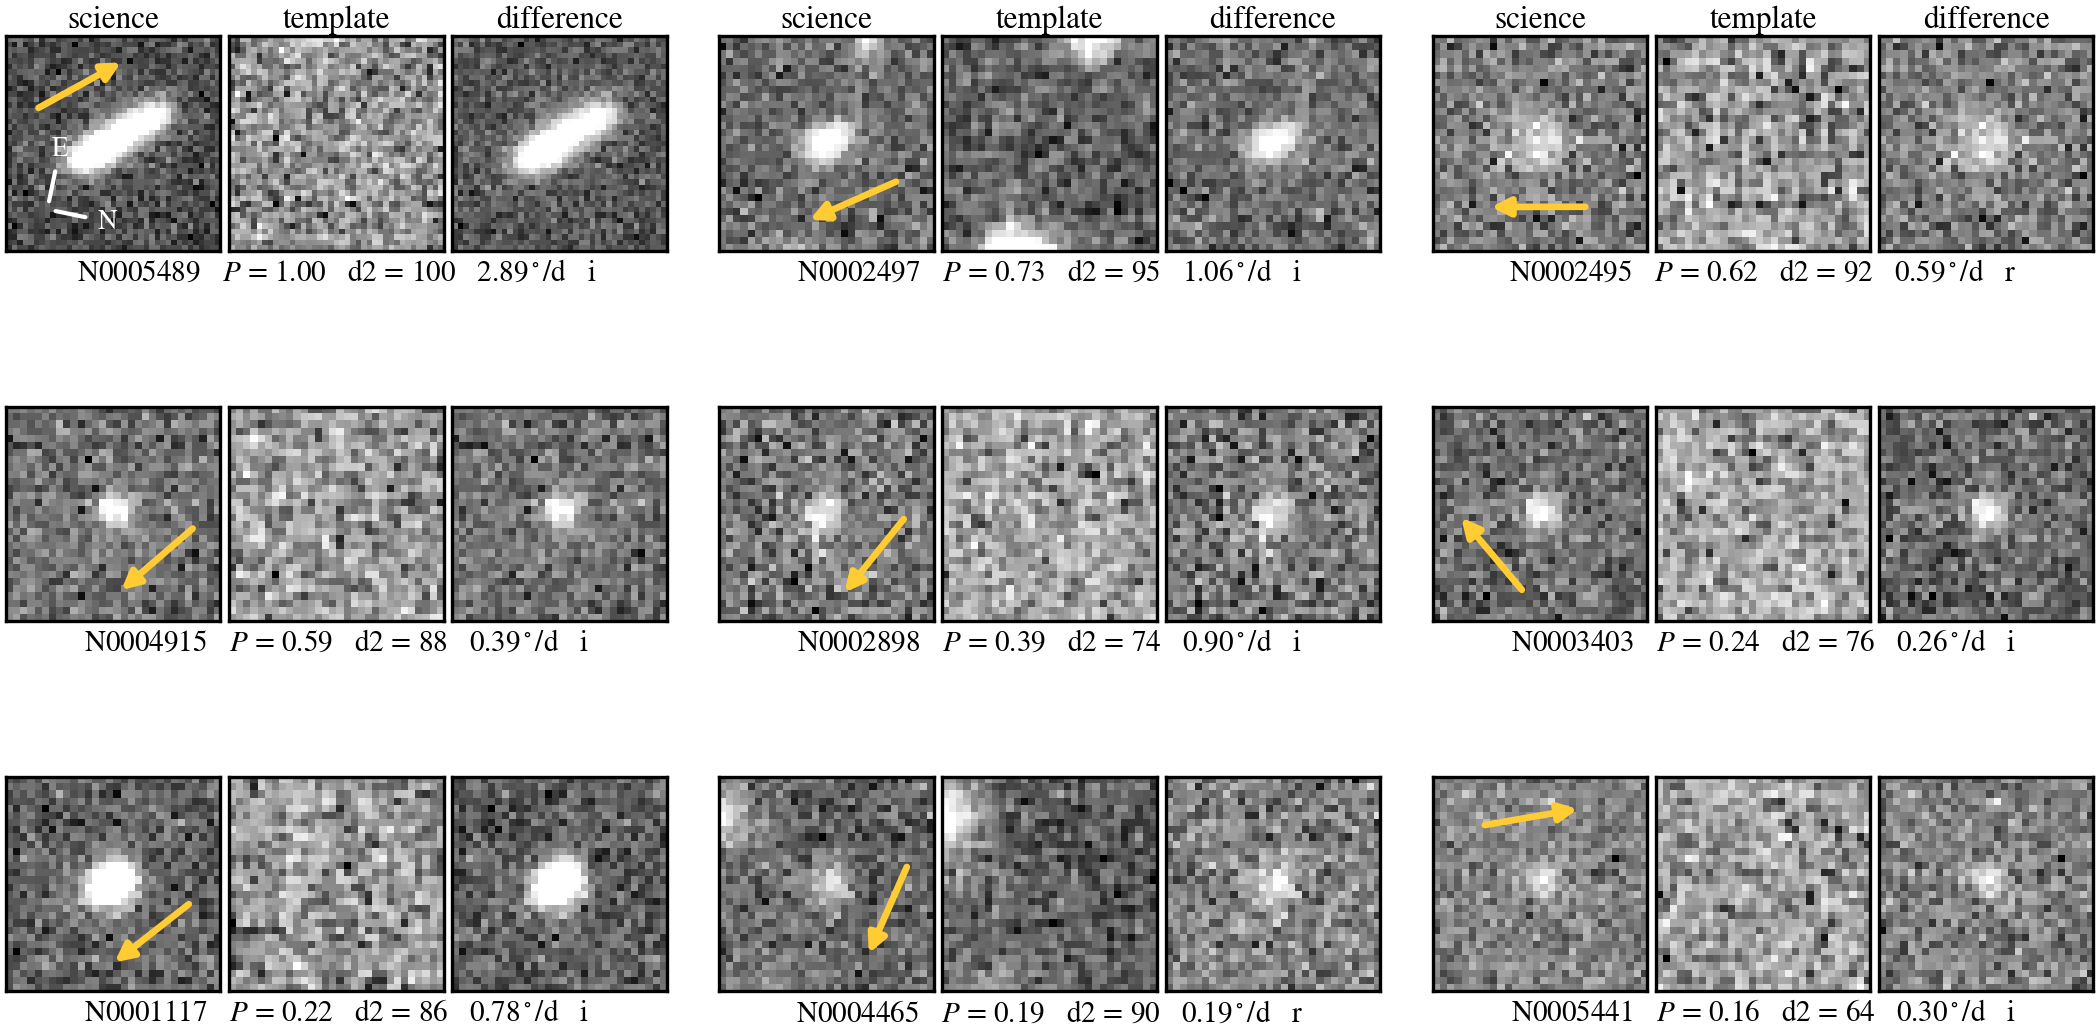 science template difference science template difference science template difference
E
N
N0005489 P = 1.00 d2 = 100 2.89°/d i
N0002497 P = 0.73 d2 = 95 1.06°/d i
N0002495 P = 0.62 d2 = 92 0.59°/d r
N0004915 P = 0.59 d2 = 88 0.39°/d i
N0002898 P = 0.39 d2 = 74 0.90°/d i
N0003403 P = 0.24 d2 = 76 0.26°/d i
N0001117 P = 0.22 d2 = 86 0.78°/d i
N0004465 P = 0.19 d2 = 90 0.19°/d r
N0005441 P = 0.16 d2 = 64 0.30°/d i